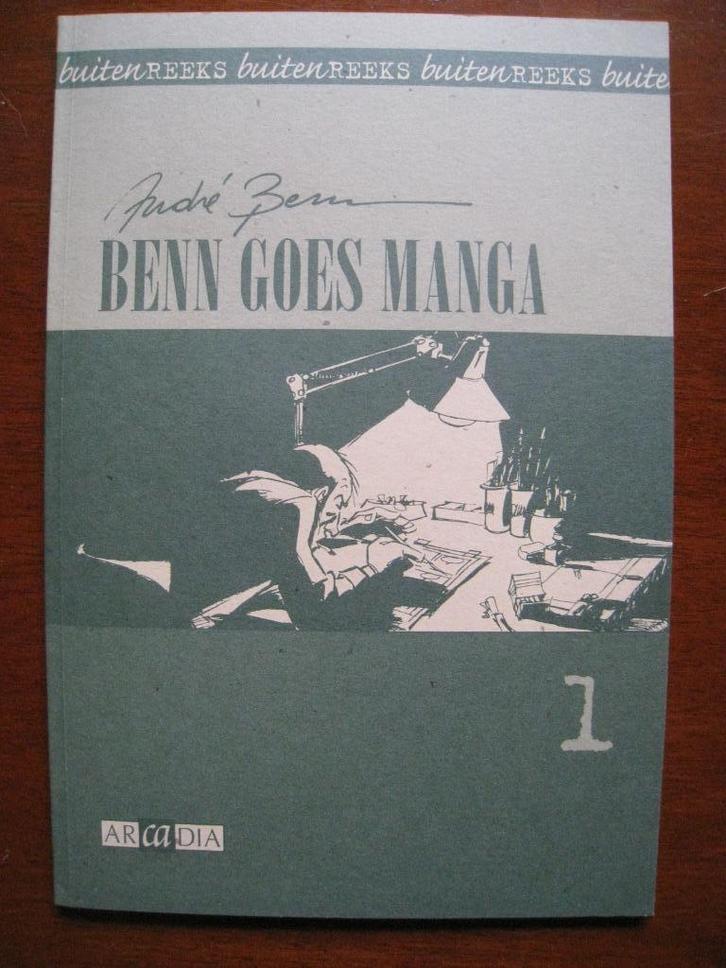 buitenREEKS buitenREEKS buitenREEKS buite
André Benn
BENN GOES MANGA
1
ARcaDIA